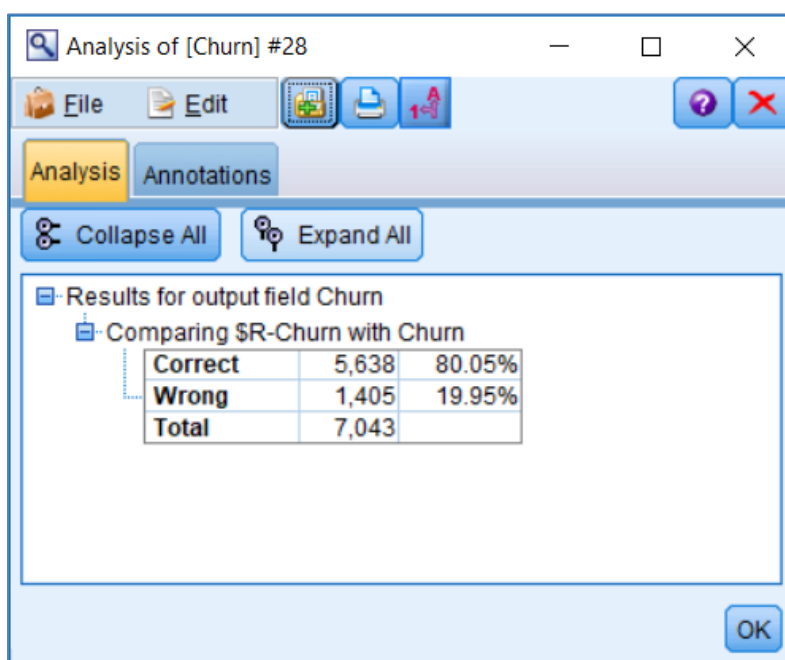 Analysis of [Churn] #28
File Edit
Analysis Annotations
Collapse All Expand All
Results for output field Churn
Comparing $R-Churn with Churn
Correct 5,638 80.05%
Wrong 1,405 19.95%
Total 7,043
OK